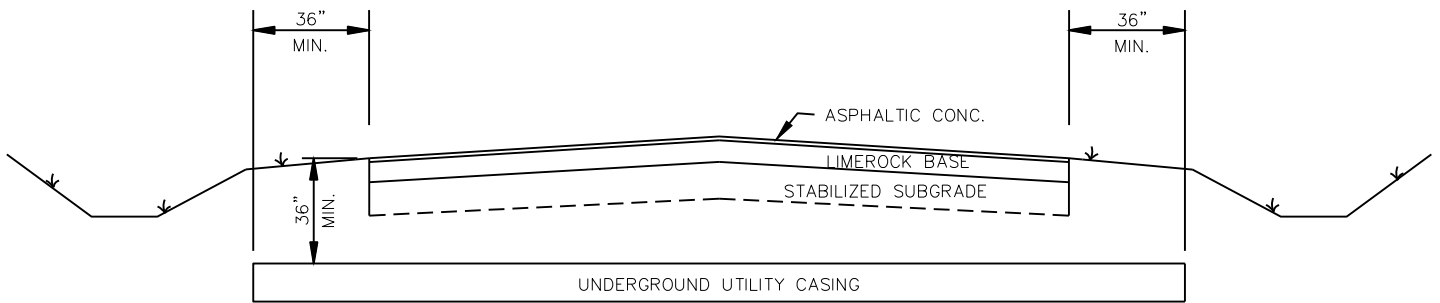 36"
MIN.
36"
MIN.
ASPHALTIC CONC.
LIMEROCK BASE
STABILIZED SUBGRADE
36"
MIN.
UNDERGROUND UTILITY CASING